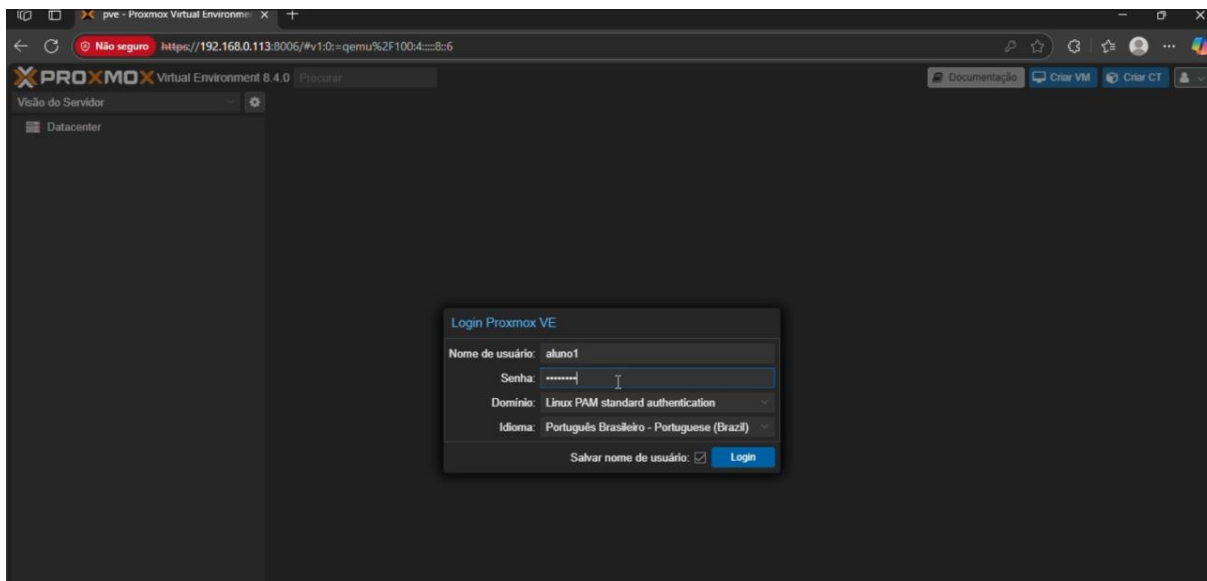 pve - Proxmox Virtual Environme
Não seguro https://192.168.0.113:8006/#v1:0:=qemu%2F100:4:::::8::6
PROXMOX Virtual Environment 8.4.0 Procurar Documentação Criar VM Criar CT
Visão do Servidor
Datacenter
Login Proxmox VE
Nome de usuário: aluno1
Senha: ••••••••
Domínio: Linux PAM standard authentication
Idioma: Português Brasileiro - Portuguese (Brazil)
Salvar nome de usuário: Login